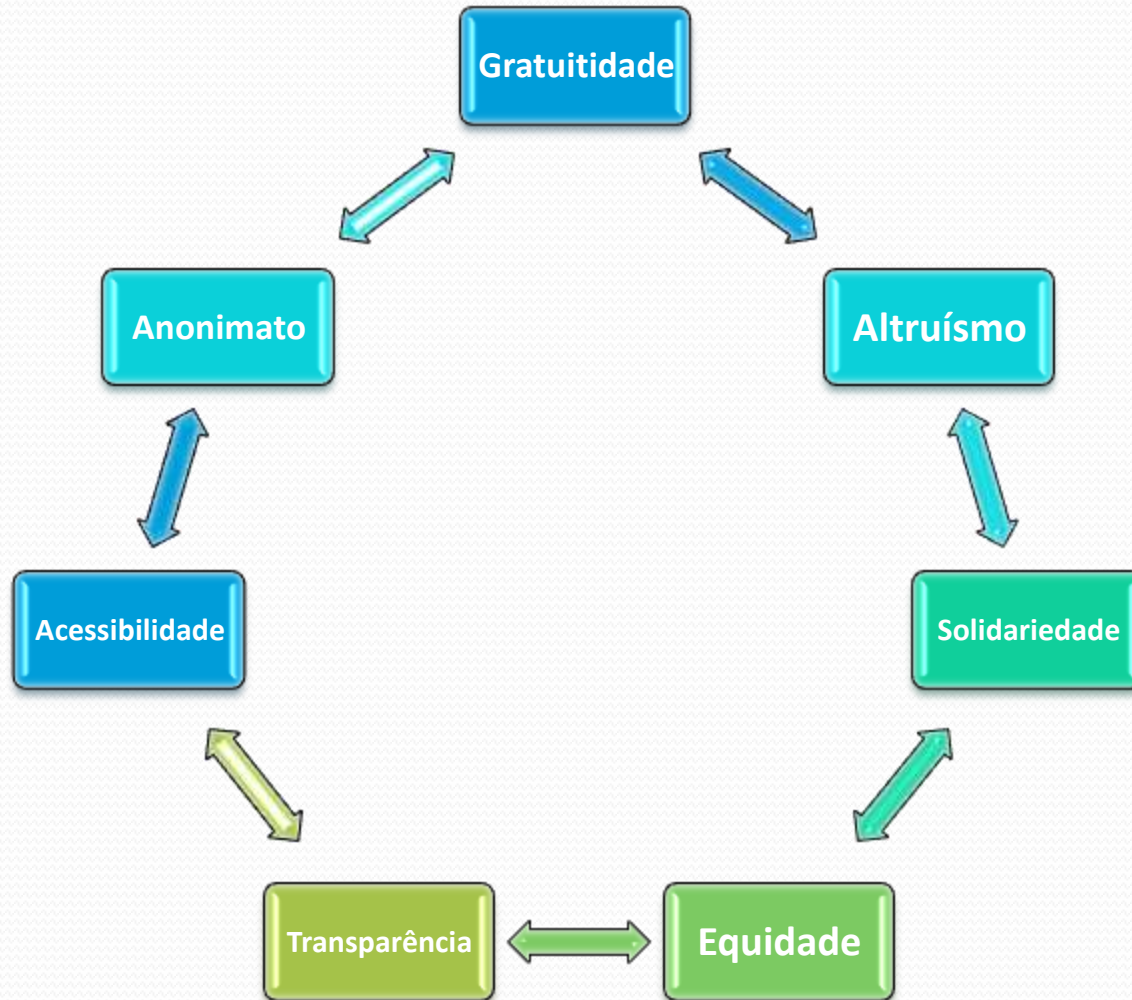 Gratuitidade
Anonimato
Altruísmo
Acessibilidade
Solidariedade
Transparência
Equidade